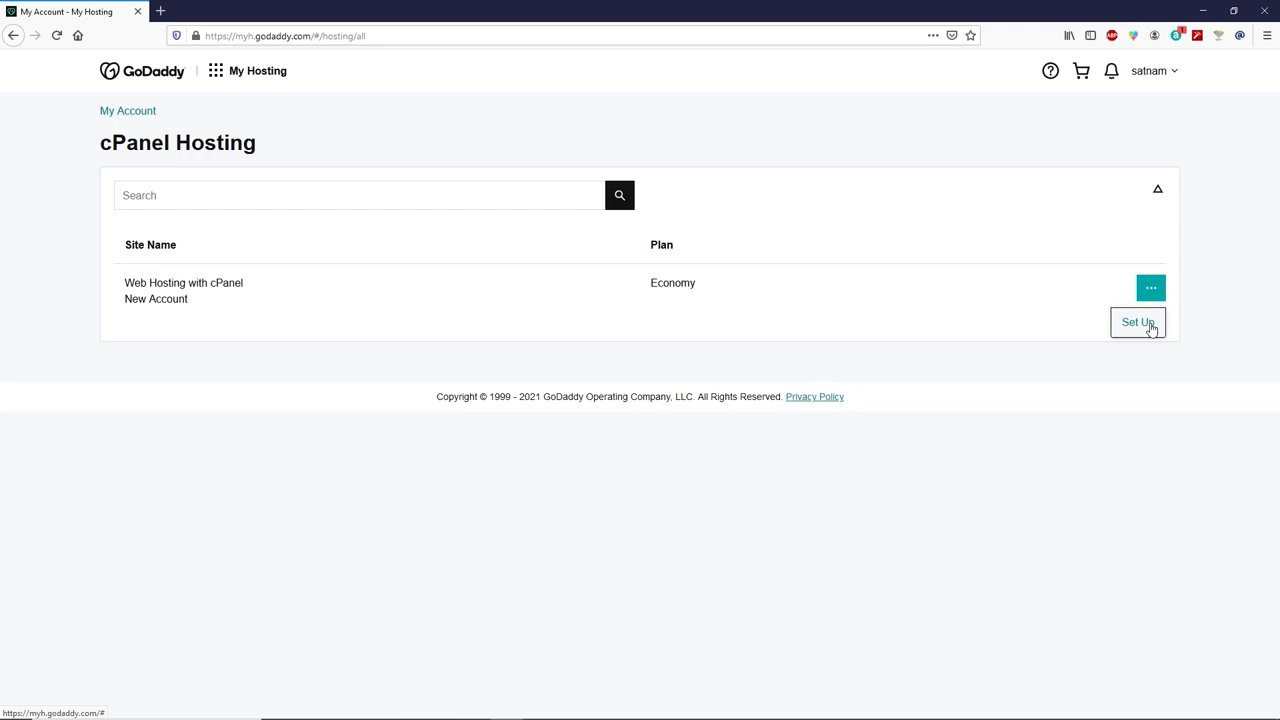 My Account - My Hosting
https://myh.godaddy.com/#/hosting/all
GoDaddy
My Hosting
satnam
My Account
cPanel Hosting
Search
Site Name Plan
Web Hosting with cPanel Economy
New Account
Set Up
Copyright © 1999 - 2021 GoDaddy Operating Company, LLC. All Rights Reserved. Privacy Policy
https://myh.godaddy.com/#